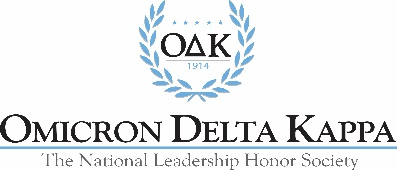 ΟΔΚ
1914
OMICRON DELTA KAPPA
The National Leadership Honor Society